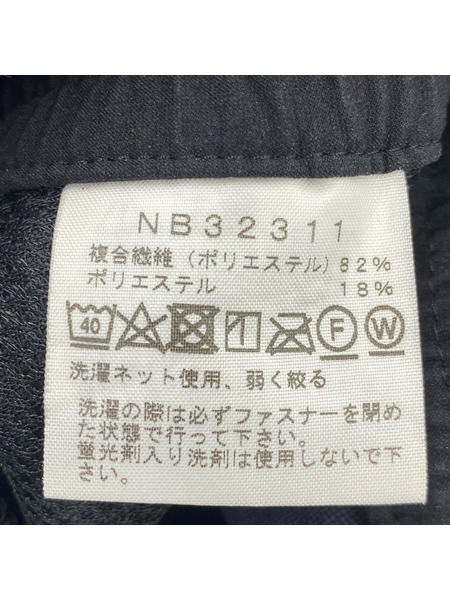 NB32311
複合繊維（ポリエステル）82%
ポリエステル 18%
40 F W
洗濯ネット使用、弱く絞る
洗濯の際は必ずファスナーを閉め
た状態で行って下さい。
蛍光剤入り洗剤は使用しないで下
さい。